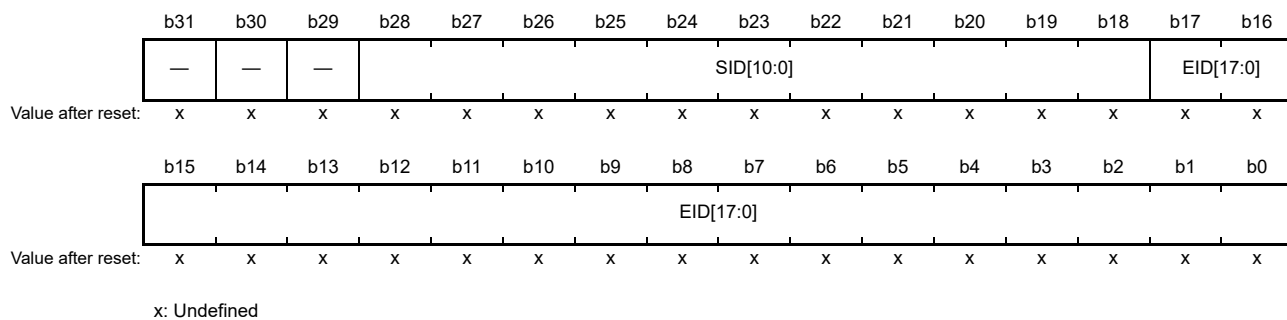 b31 b30 b29 b28 b27 b26 b25 b24 b23 b22 b21 b20 b19 b18 b17 b16
— — — SID[10:0] EID[17:0]
Value after reset: x x x x x x x x x x x x x x x x
b15 b14 b13 b12 b11 b10 b9 b8 b7 b6 b5 b4 b3 b2 b1 b0
EID[17:0]
Value after reset: x x x x x x x x x x x x x x x x
x: Undefined